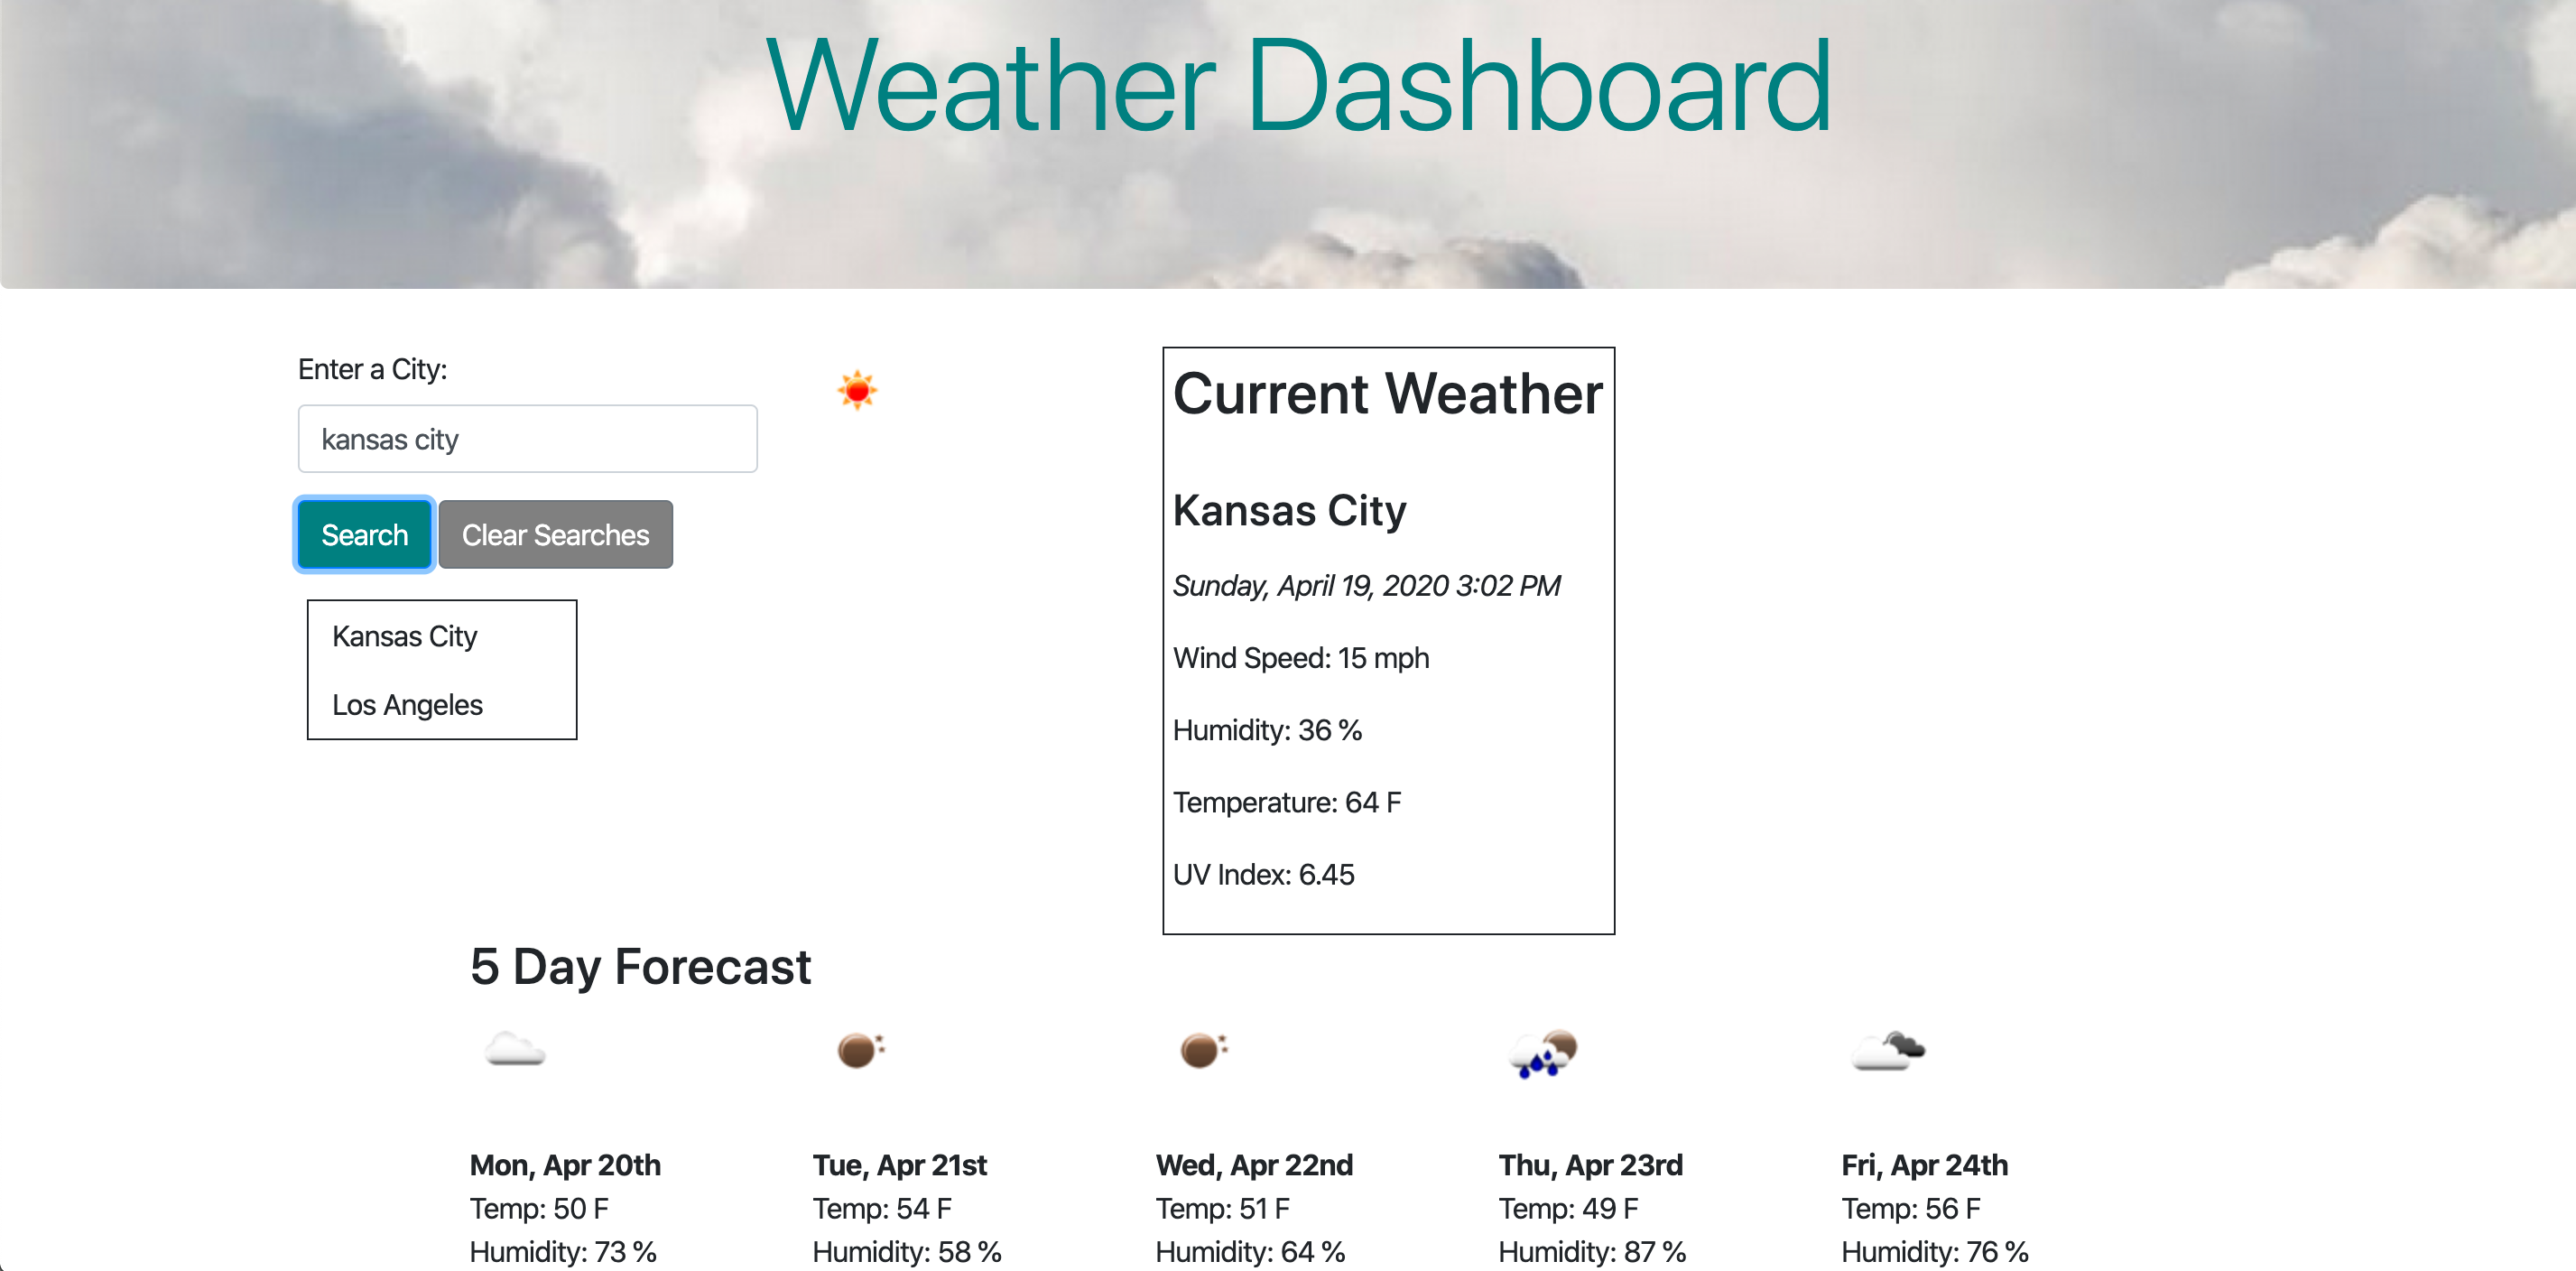 Weather Dashboard
Enter a City:
kansas city
Search
Clear Searches
Kansas City
Los Angeles
Current Weather
Kansas City
Sunday, April 19, 2020 3:02 PM
Wind Speed: 15 mph
Humidity: 36 %
Temperature: 64 F
UV Index: 6.45
5 Day Forecast
Mon, Apr 20th
Temp: 50 F
Humidity: 73 %
Tue, Apr 21st
Temp: 54 F
Humidity: 58 %
Wed, Apr 22nd
Temp: 51 F
Humidity: 64 %
Thu, Apr 23rd
Temp: 49 F
Humidity: 87 %
Fri, Apr 24th
Temp: 56 F
Humidity: 76 %